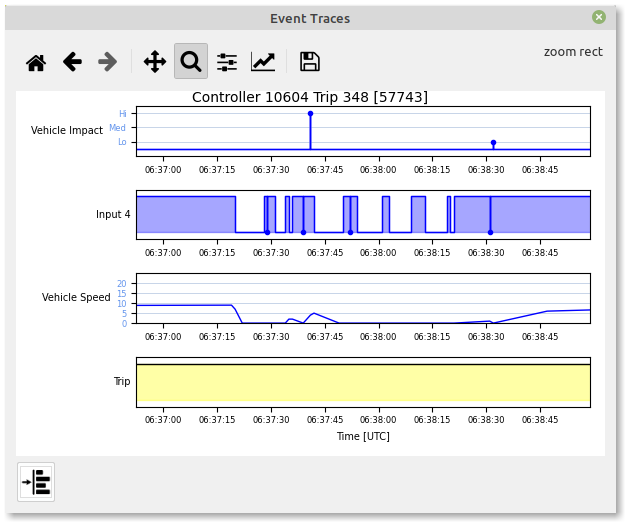 Event Traces
zoom rect
Controller 10604 Trip 348 [57743]
Vehicle Impact
Hi
Med
Lo
06:37:00 06:37:15 06:37:30 06:37:45 06:38:00 06:38:15 06:38:30 06:38:45
Input 4
06:37:00 06:37:15 06:37:30 06:37:45 06:38:00 06:38:15 06:38:30 06:38:45
Vehicle Speed
20
15
10
5
0
06:37:00 06:37:15 06:37:30 06:37:45 06:38:00 06:38:15 06:38:30 06:38:45
Trip
06:37:00 06:37:15 06:37:30 06:37:45 06:38:00 06:38:15 06:38:30 06:38:45
Time [UTC]